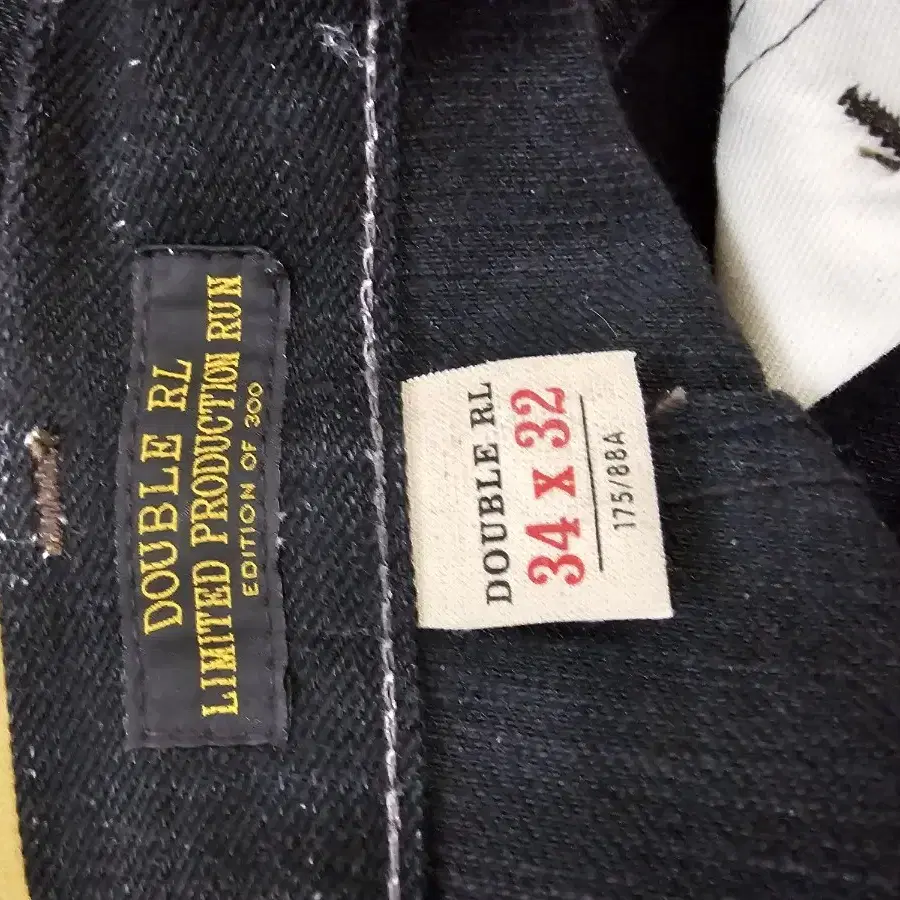 DOUBLE RL
LIMITED PRODUCTION RUN
EDITION OF 300
DOUBLE RL
34 x 32
175/88A